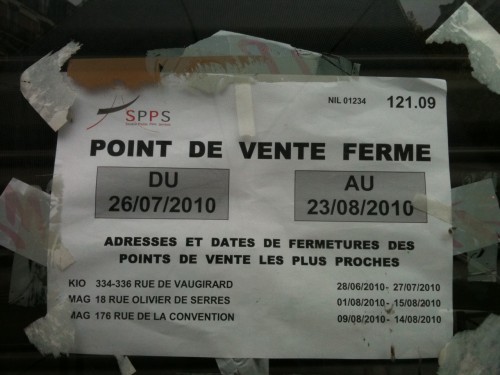 NIL 01234 121.09
SPPS
POINT DE VENTE FERME
DU AU
26/07/2010 23/08/2010
ADRESSES ET DATES DE FERMETURES DES
POINTS DE VENTE LES PLUS PROCHES
KIO 334-336 RUE DE VAUGIRARD 28/06/2010- 27/07/2010
MAG 18 RUE OLIVIER DE SERRES 01/08/2010 - 15/08/2010
MAG 176 RUE DE LA CONVENTION 09/08/2010 - 14/08/2010